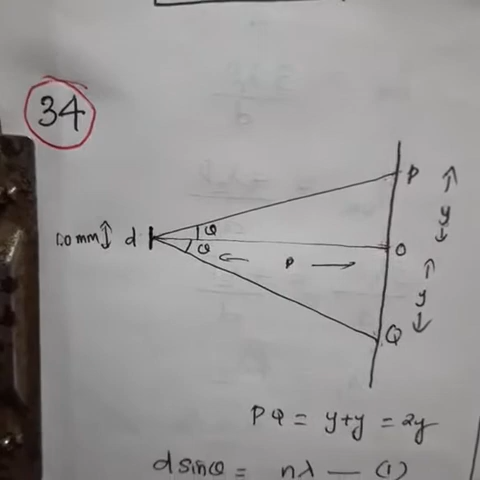 34
P
y
1.0 mm d
θ
θ
O
D
y
Q
PQ = y+y = 2y
d sinθ = nλ — (1)